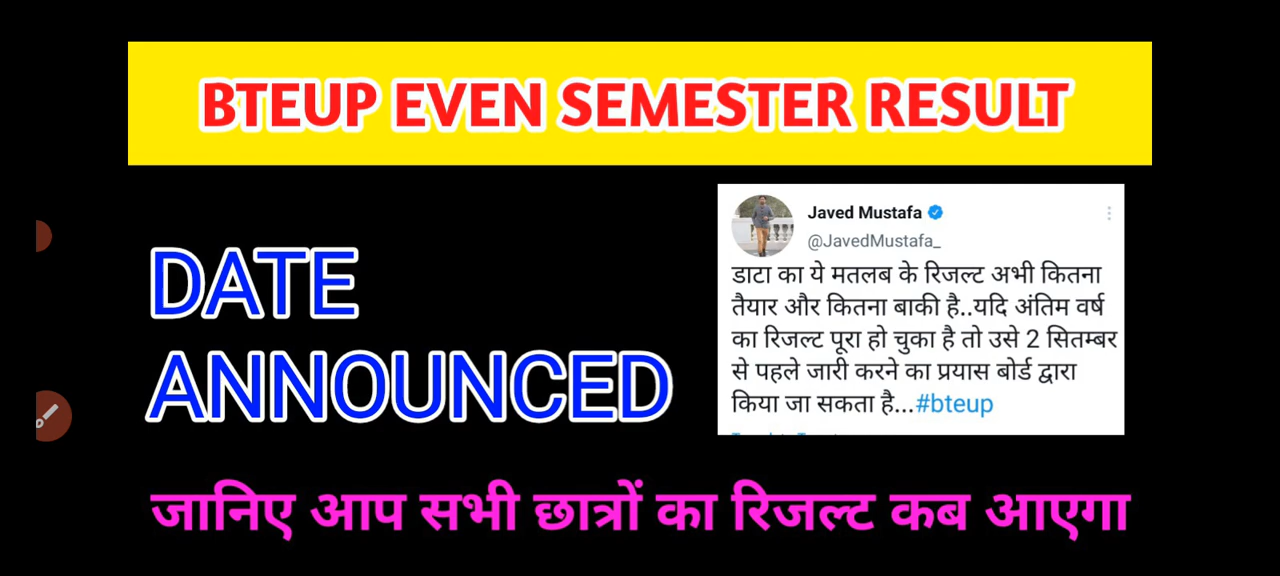 BTEUP EVEN SEMESTER RESULT
DATE
ANNOUNCED
Javed Mustafa
@JavedMustafa_
डाटा का ये मतलब के रिजल्ट अभी कितना
तैयार और कितना बाकी है..यदि अंतिम वर्ष
का रिजल्ट पूरा हो चुका है तो उसे 2 सितम्बर
से पहले जारी करने का प्रयास बोर्ड द्वारा
किया जा सकता है...#bteup
जानिए आप सभी छात्रों का रिजल्ट कब आएगा